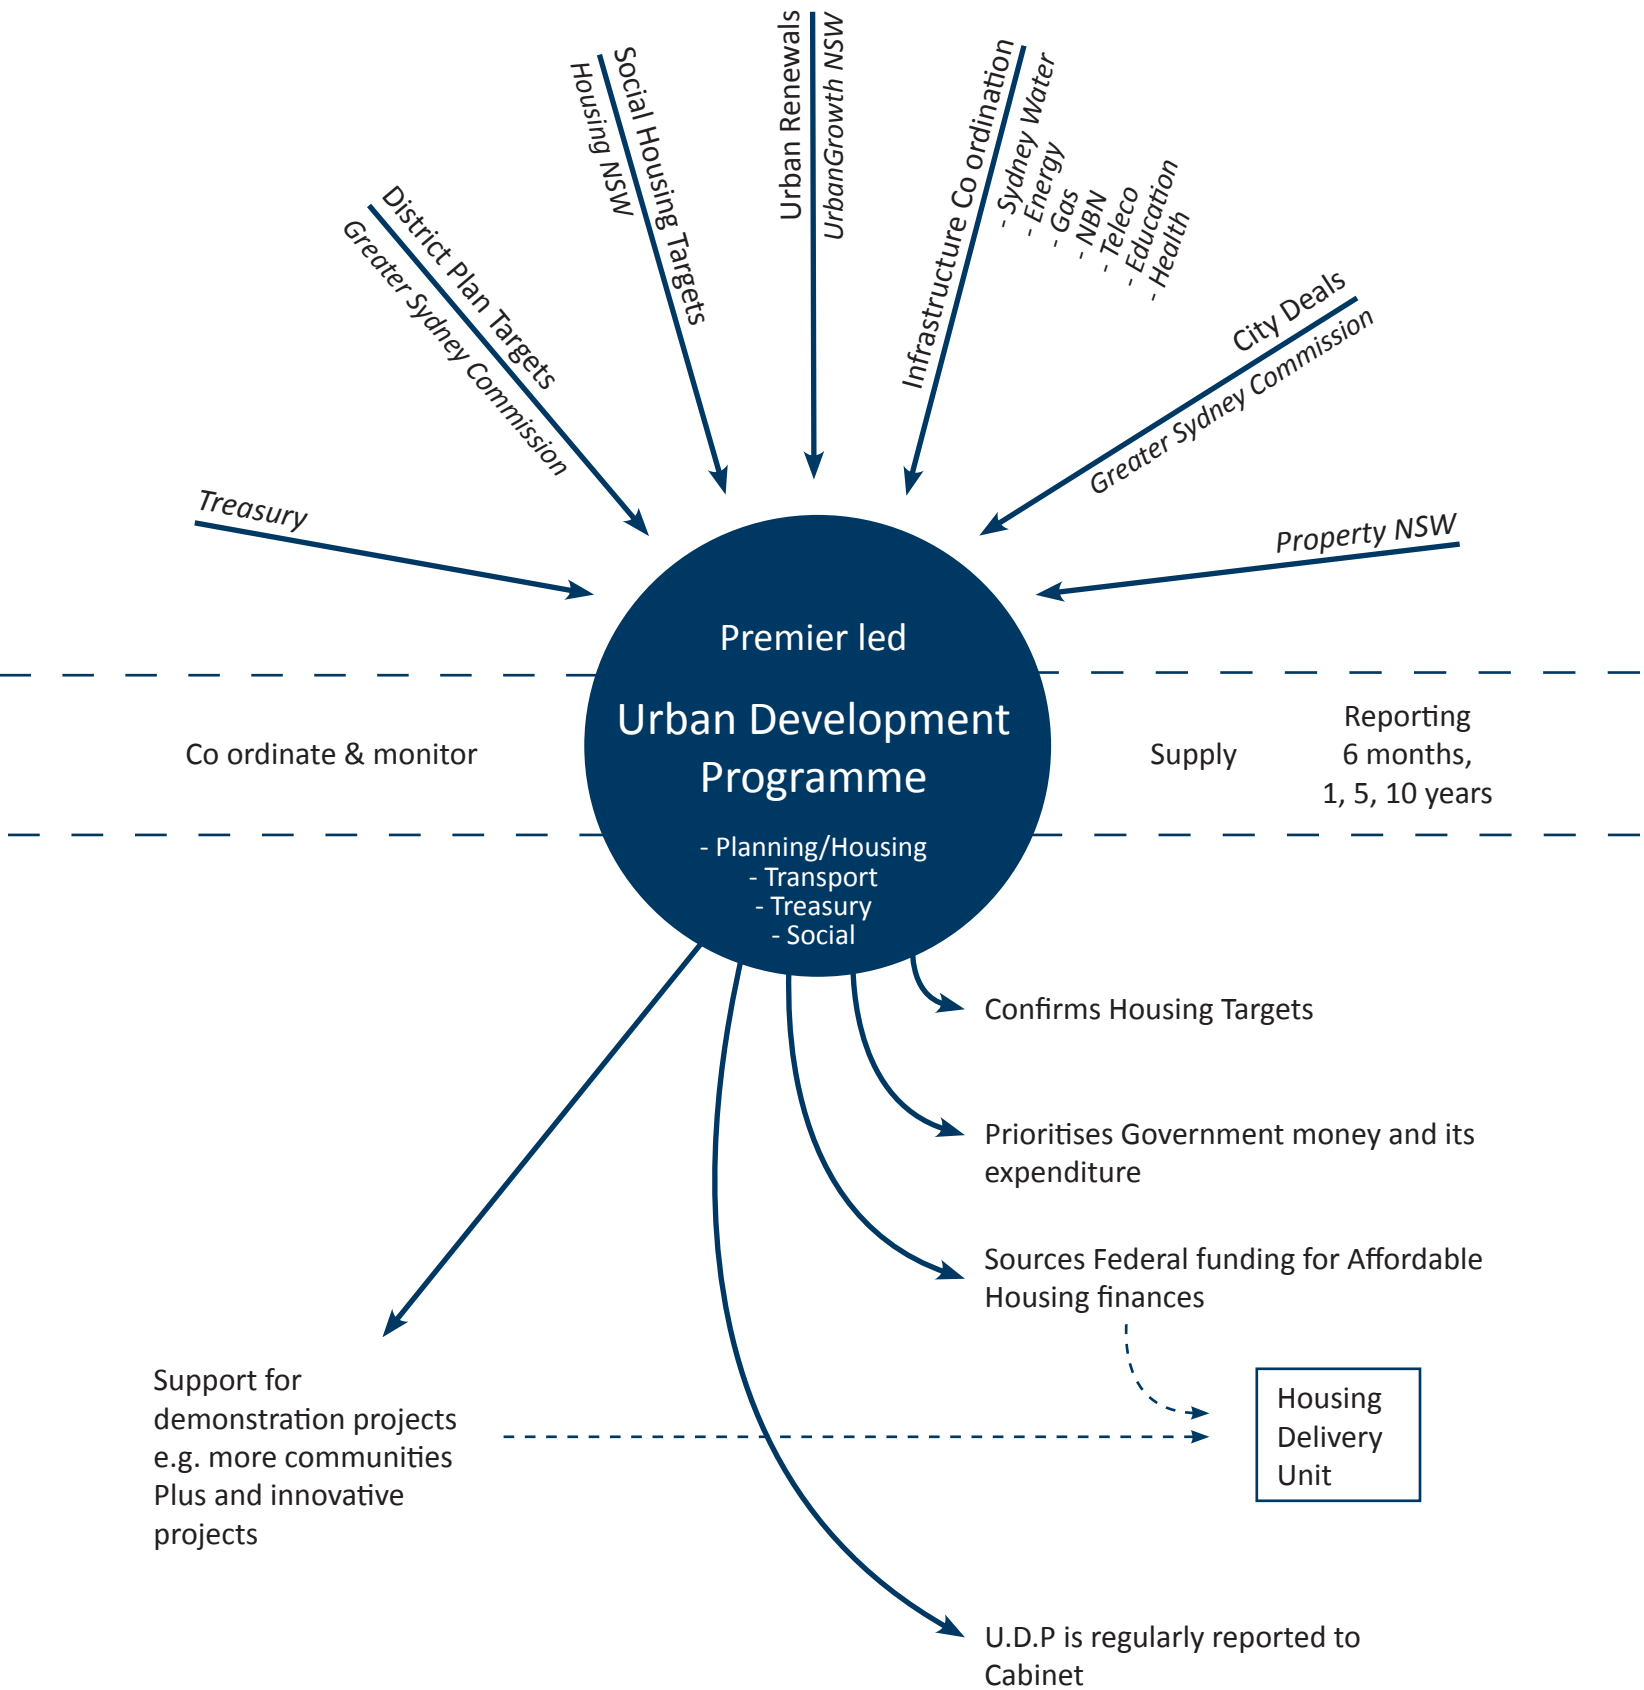 Treasury
District Plan Targets
Greater Sydney Commission
Social Housing Targets
Housing NSW
Urban Renewals
UrbanGrowth NSW
Infrastructure Co ordination
- Sydney Water
- Energy
- Gas
- NBN
- Teleco
- Education
- Health
City Deals
Greater Sydney Commission
Property NSW
Premier led
Urban Development
Programme
- Planning/Housing
- Transport
- Treasury
- Social
Co ordinate & monitor
Supply
Reporting
6 months,
1, 5, 10 years
Confirms Housing Targets
Prioritises Government money and its
expenditure
Sources Federal funding for Affordable
Housing finances
Housing
Delivery
Unit
Support for
demonstration projects
e.g. more communities
Plus and innovative
projects
U.D.P is regularly reported to
Cabinet